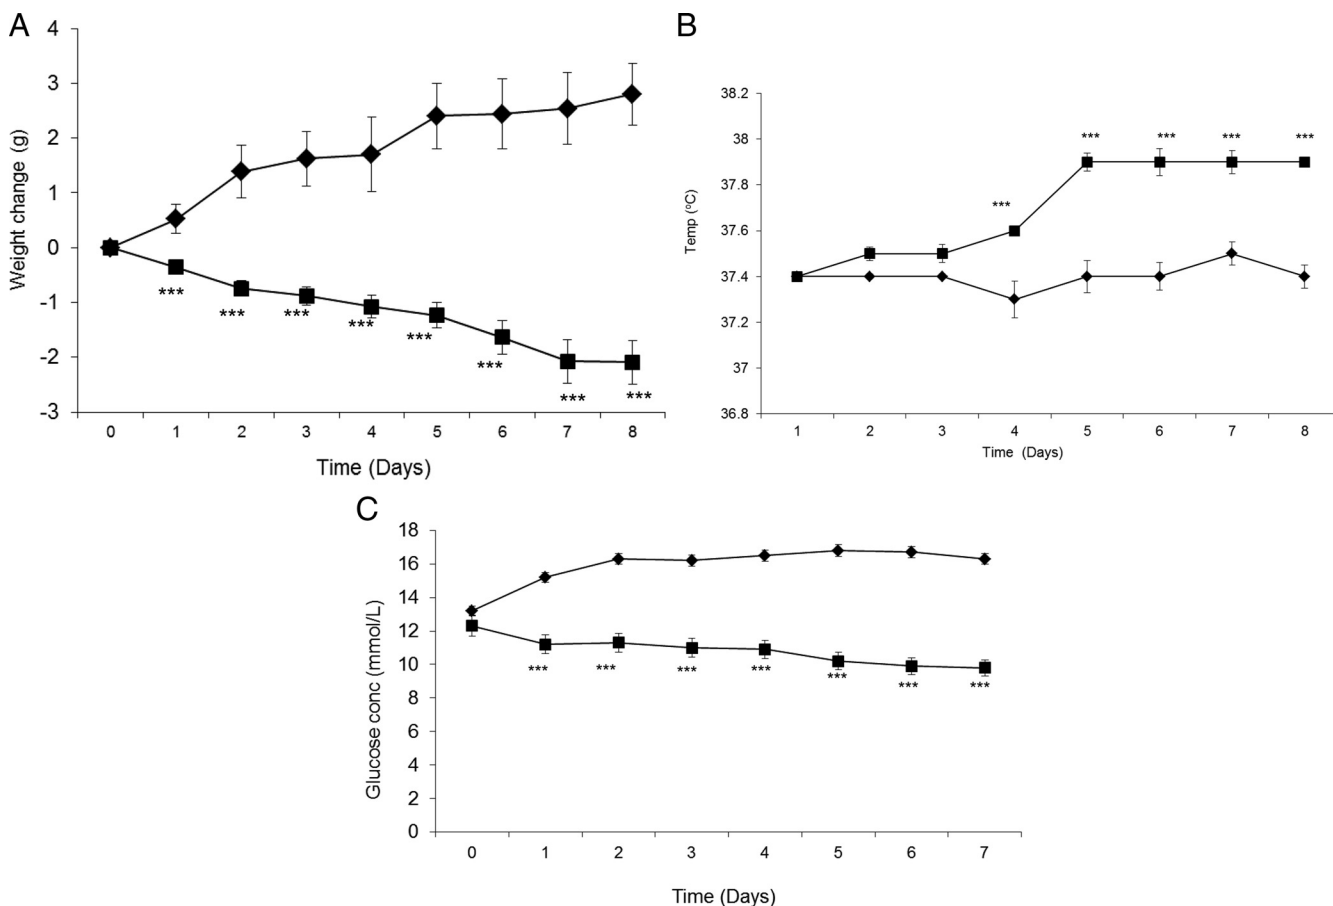 A
Weight change (g)
4
3
2
1
0
-1
-2
-3
*** *** *** *** *** *** *** ***
0 1 2 3 4 5 6 7 8
Time (Days)
B
Temp (ºC)
38.2
38
37.8
37.6
37.4
37.2
37
36.8
*** *** *** *** ***
1 2 3 4 5 6 7 8
Time (Days)
C
Glucose conc (mmol/L)
18
16
14
12
10
8
6
4
2
0
*** *** *** *** *** *** ***
0 1 2 3 4 5 6 7
Time (Days)